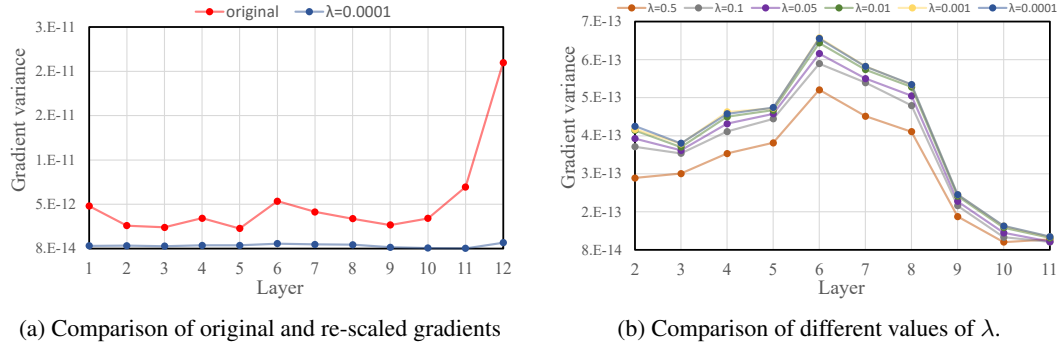 original λ=0.0001
3.E-11
2.E-11
2.E-11
1.E-11
5.E-12
8.E-14
Gradient variance
1 2 3 4 5 6 7 8 9 10 11 12
Layer
(a) Comparison of original and re-scaled gradients
λ=0.5 λ=0.1 λ=0.05 λ=0.01 λ=0.001 λ=0.0001
7.E-13
6.E-13
5.E-13
4.E-13
3.E-13
2.E-13
8.E-14
Gradient variance
2 3 4 5 6 7 8 9 10 11
Layer
(b) Comparison of different values of λ.